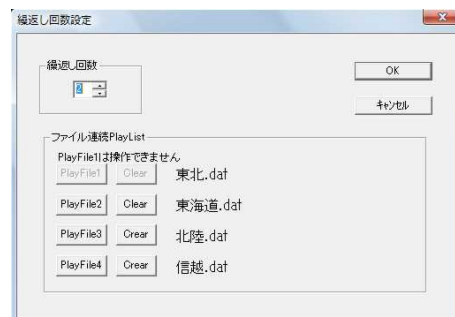 繰返し回数設定
繰返し回数
2
OK
キャンセル
ファイル連続PlayList
PlayFile1は操作できません
PlayFile1 Clear 東北.dat
PlayFile2 Clear 東海道.dat
PlayFile3 Crear 北陸.dat
PlayFile4 Crear 信越.dat